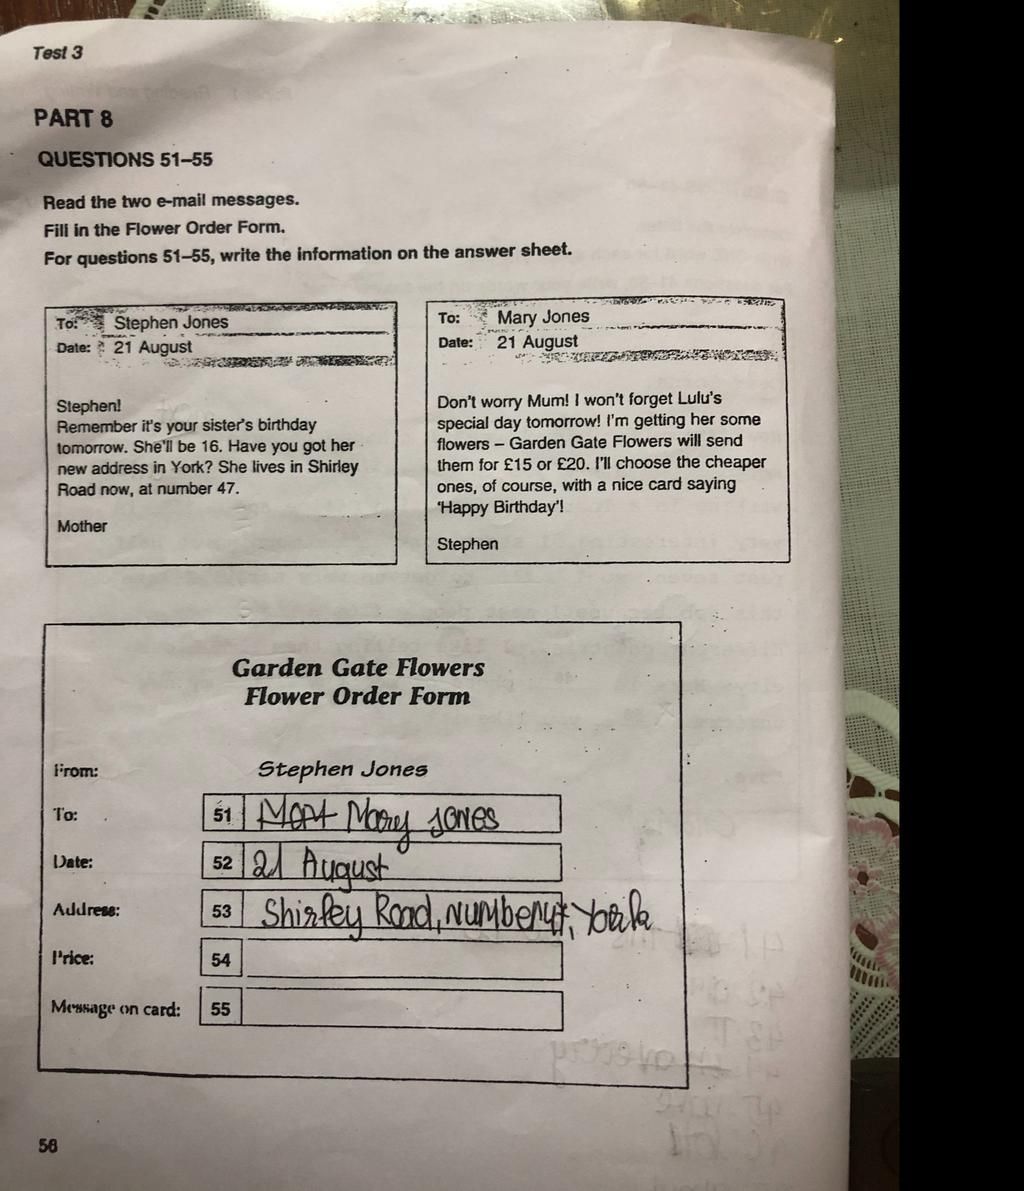 Test 3
PART 8
QUESTIONS 51–55
Read the two e-mail messages.
Fill in the Flower Order Form.
For questions 51–55, write the information on the answer sheet.
To: Stephen Jones
Date: 21 August
Stephen!
Remember it's your sister's birthday
tomorrow. She'll be 16. Have you got her
new address in York? She lives in Shirley
Road now, at number 47.
Mother
To: Mary Jones
Date: 21 August
Don't worry Mum! I won't forget Lulu's
special day tomorrow! I'm getting her some
flowers – Garden Gate Flowers will send
them for £15 or £20. I'll choose the cheaper
ones, of course, with a nice card saying
'Happy Birthday'!
Stephen
Garden Gate Flowers
Flower Order Form
From: Stephen Jones
To: 51 Mary Jones
Date: 52 21 August
Address: 53 Shirley Road, number 47, York
Price: 54
Message on card: 55
56